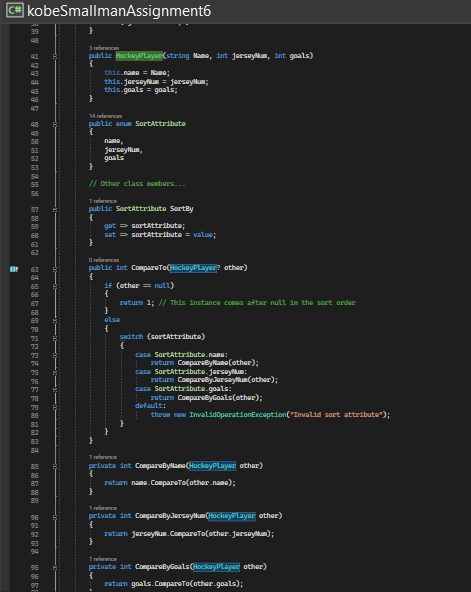 C# kobeSmallmanAssignment6
39 }
40
3 references
41 public HockeyPlayer(string Name, int jerseyNum, int goals)
42 {
43 this.name = Name;
44 this.jerseyNum = jerseyNum;
45 this.goals = goals;
46 }
47
14 references
48 public enum SortAttribute
49 {
50 name,
51 jerseyNum,
52 goals
53 }
54
55 // Other class members...
56
1 reference
57 public SortAttribute SortBy
58 {
59 get => sortAttribute;
60 set => sortAttribute = value;
61 }
62
0 references
63 public int CompareTo(HockeyPlayer? other)
64 {
65 if (other == null)
66 {
67 return 1; // This instance comes after null in the sort order
68 }
69 else
70 {
71 switch (sortAttribute)
72 {
73 case SortAttribute.name:
74 return CompareByName(other);
75 case SortAttribute.jerseyNum:
76 return CompareByJerseyNum(other);
77 case SortAttribute.goals:
78 return CompareByGoals(other);
79 default:
80 throw new InvalidOperationException("Invalid sort attribute");
81 }
82 }
83 }
84
1 reference
85 private int CompareByName(HockeyPlayer other)
86 {
87 return name.CompareTo(other.name);
88 }
89
1 reference
90 private int CompareByJerseyNum(HockeyPlayer other)
91 {
92 return jerseyNum.CompareTo(other.jerseyNum);
93 }
94
1 reference
95 private int CompareByGoals(HockeyPlayer other)
96 {
97 return goals.CompareTo(other.goals);